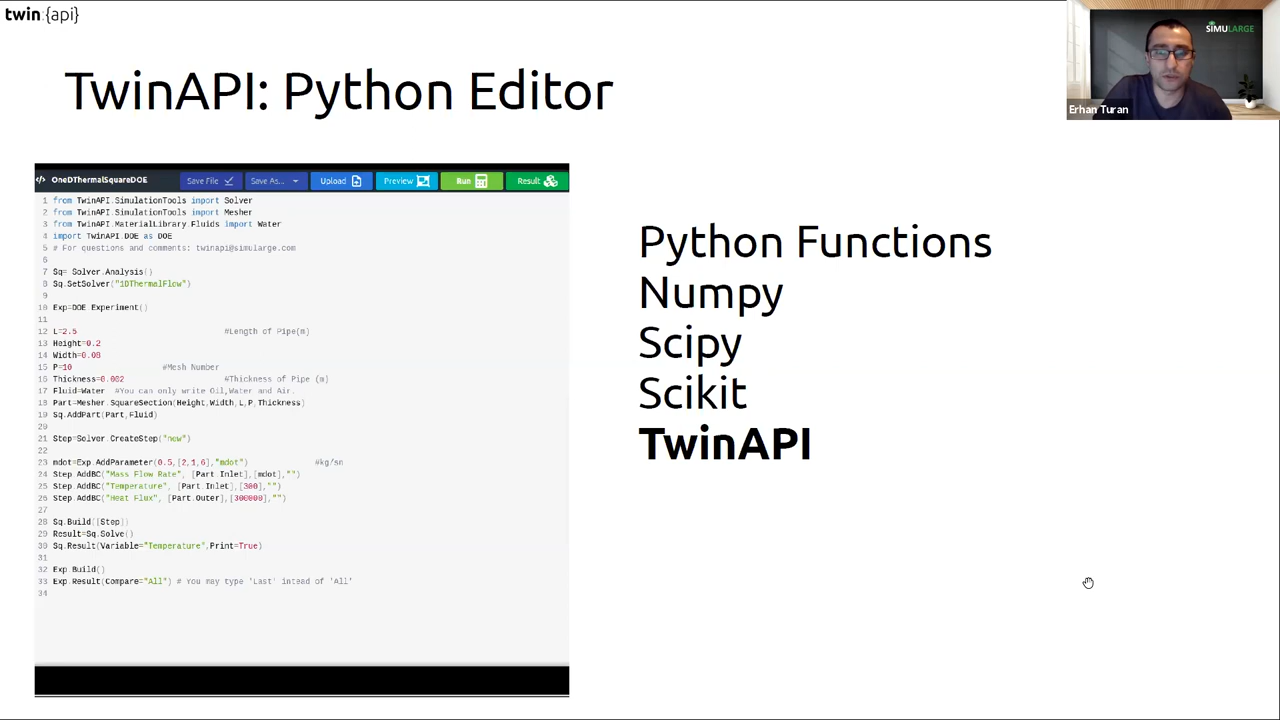 twin:{api}
SİMULARGE
Erhan Turan
TwinAPI: Python Editor
</> OneDThermalSquareDOE Save File Save As... Upload Preview Run Result
1 from TwinAPI.SimulationTools import Solver
2 from TwinAPI.SimulationTools import Mesher
3 from TwinAPI.MaterialLibrary.Fluids import Water
4 import TwinAPI.DOE as DOE
5 # For questions and comments: twinapi@simularge.com
6
7 Sq= Solver.Analysis()
8 Sq.SetSolver("1DThermalFlow")
9
10 Exp=DOE.Experiment()
11
12 L=2.5 #Length of Pipe(m)
13 Height=0.2
14 Width=0.08
15 P=10 #Mesh Number
16 Thickness=0.002 #Thickness of Pipe (m)
17 Fluid=Water #You can only write Oil,Water and Air.
18 Part=Mesher.SquareSection(Height,Width,L,P,Thickness)
19 Sq.AddPart(Part,Fluid)
20
21 Step=Solver.CreateStep("new")
22
23 mdot=Exp.AddParameter(0.5,[2,1,6],"mdot") #kg/sn
24 Step.AddBC("Mass Flow Rate", [Part.Inlet],[mdot],"")
25 Step.AddBC("Temperature", [Part.Inlet],[300],"")
26 Step.AddBC("Heat Flux", [Part.Outer],[300000],"")
27
28 Sq.Build([Step])
29 Result=Sq.Solve()
30 Sq.Result(Variable="Temperature",Print=True)
31
32 Exp.Build()
33 Exp.Result(Compare="All") # You may type 'Last' intead of 'All'
34
Python Functions
Numpy
Scipy
Scikit
TwinAPI